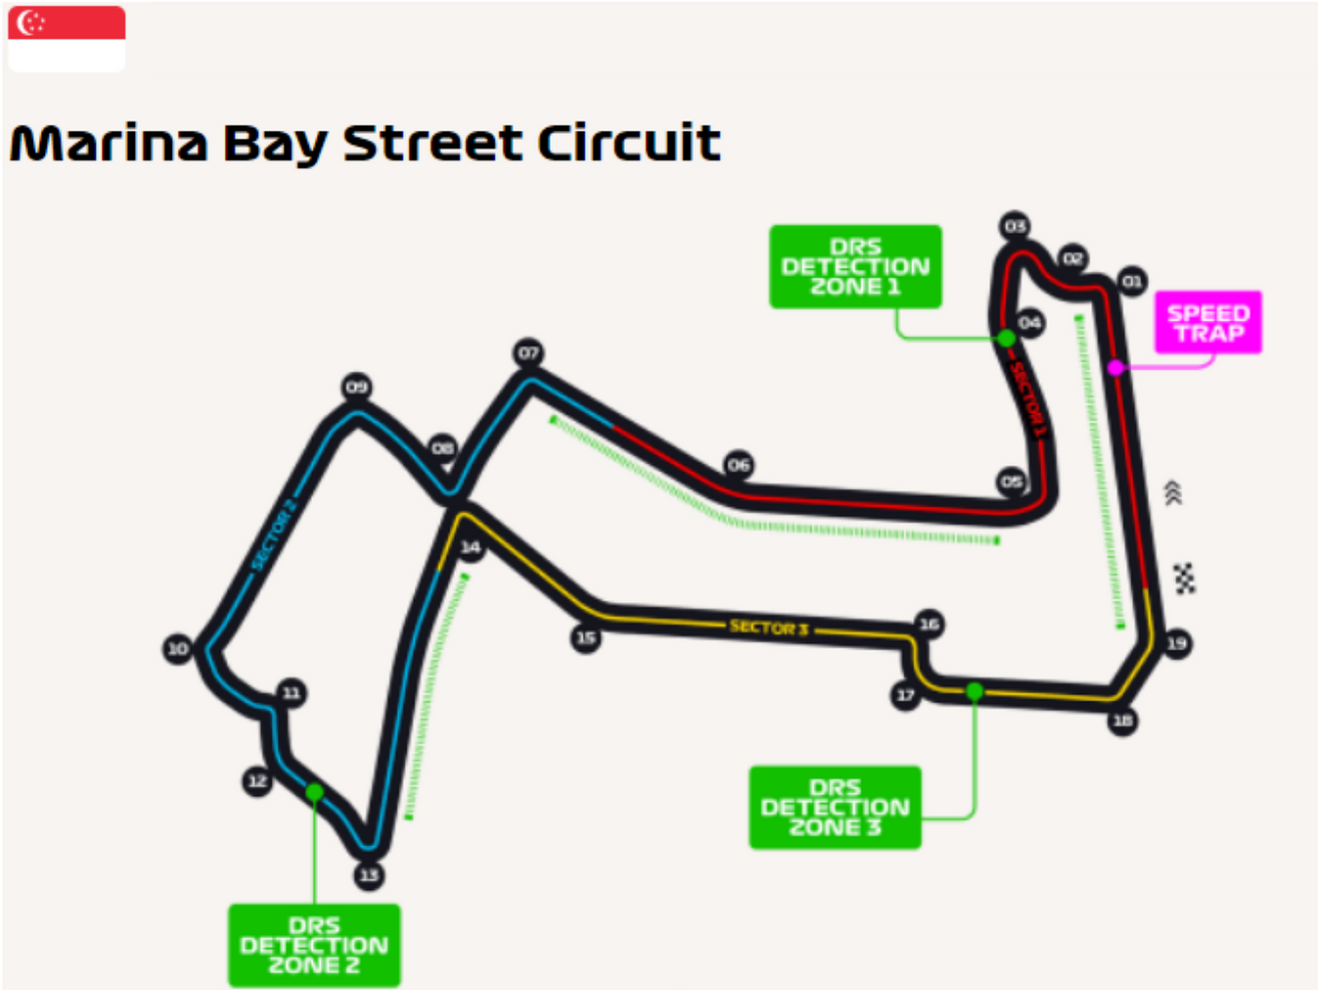 Marina Bay Street Circuit
03
02
01
DRS
DETECTION
ZONE 1
SPEED
TRAP
04
07
09
SECTOR 1
08
06
05
SECTOR 2
14
16
15
SECTOR 3
19
10
11
17
18
12
DRS
DETECTION
ZONE 3
13
DRS
DETECTION
ZONE 2